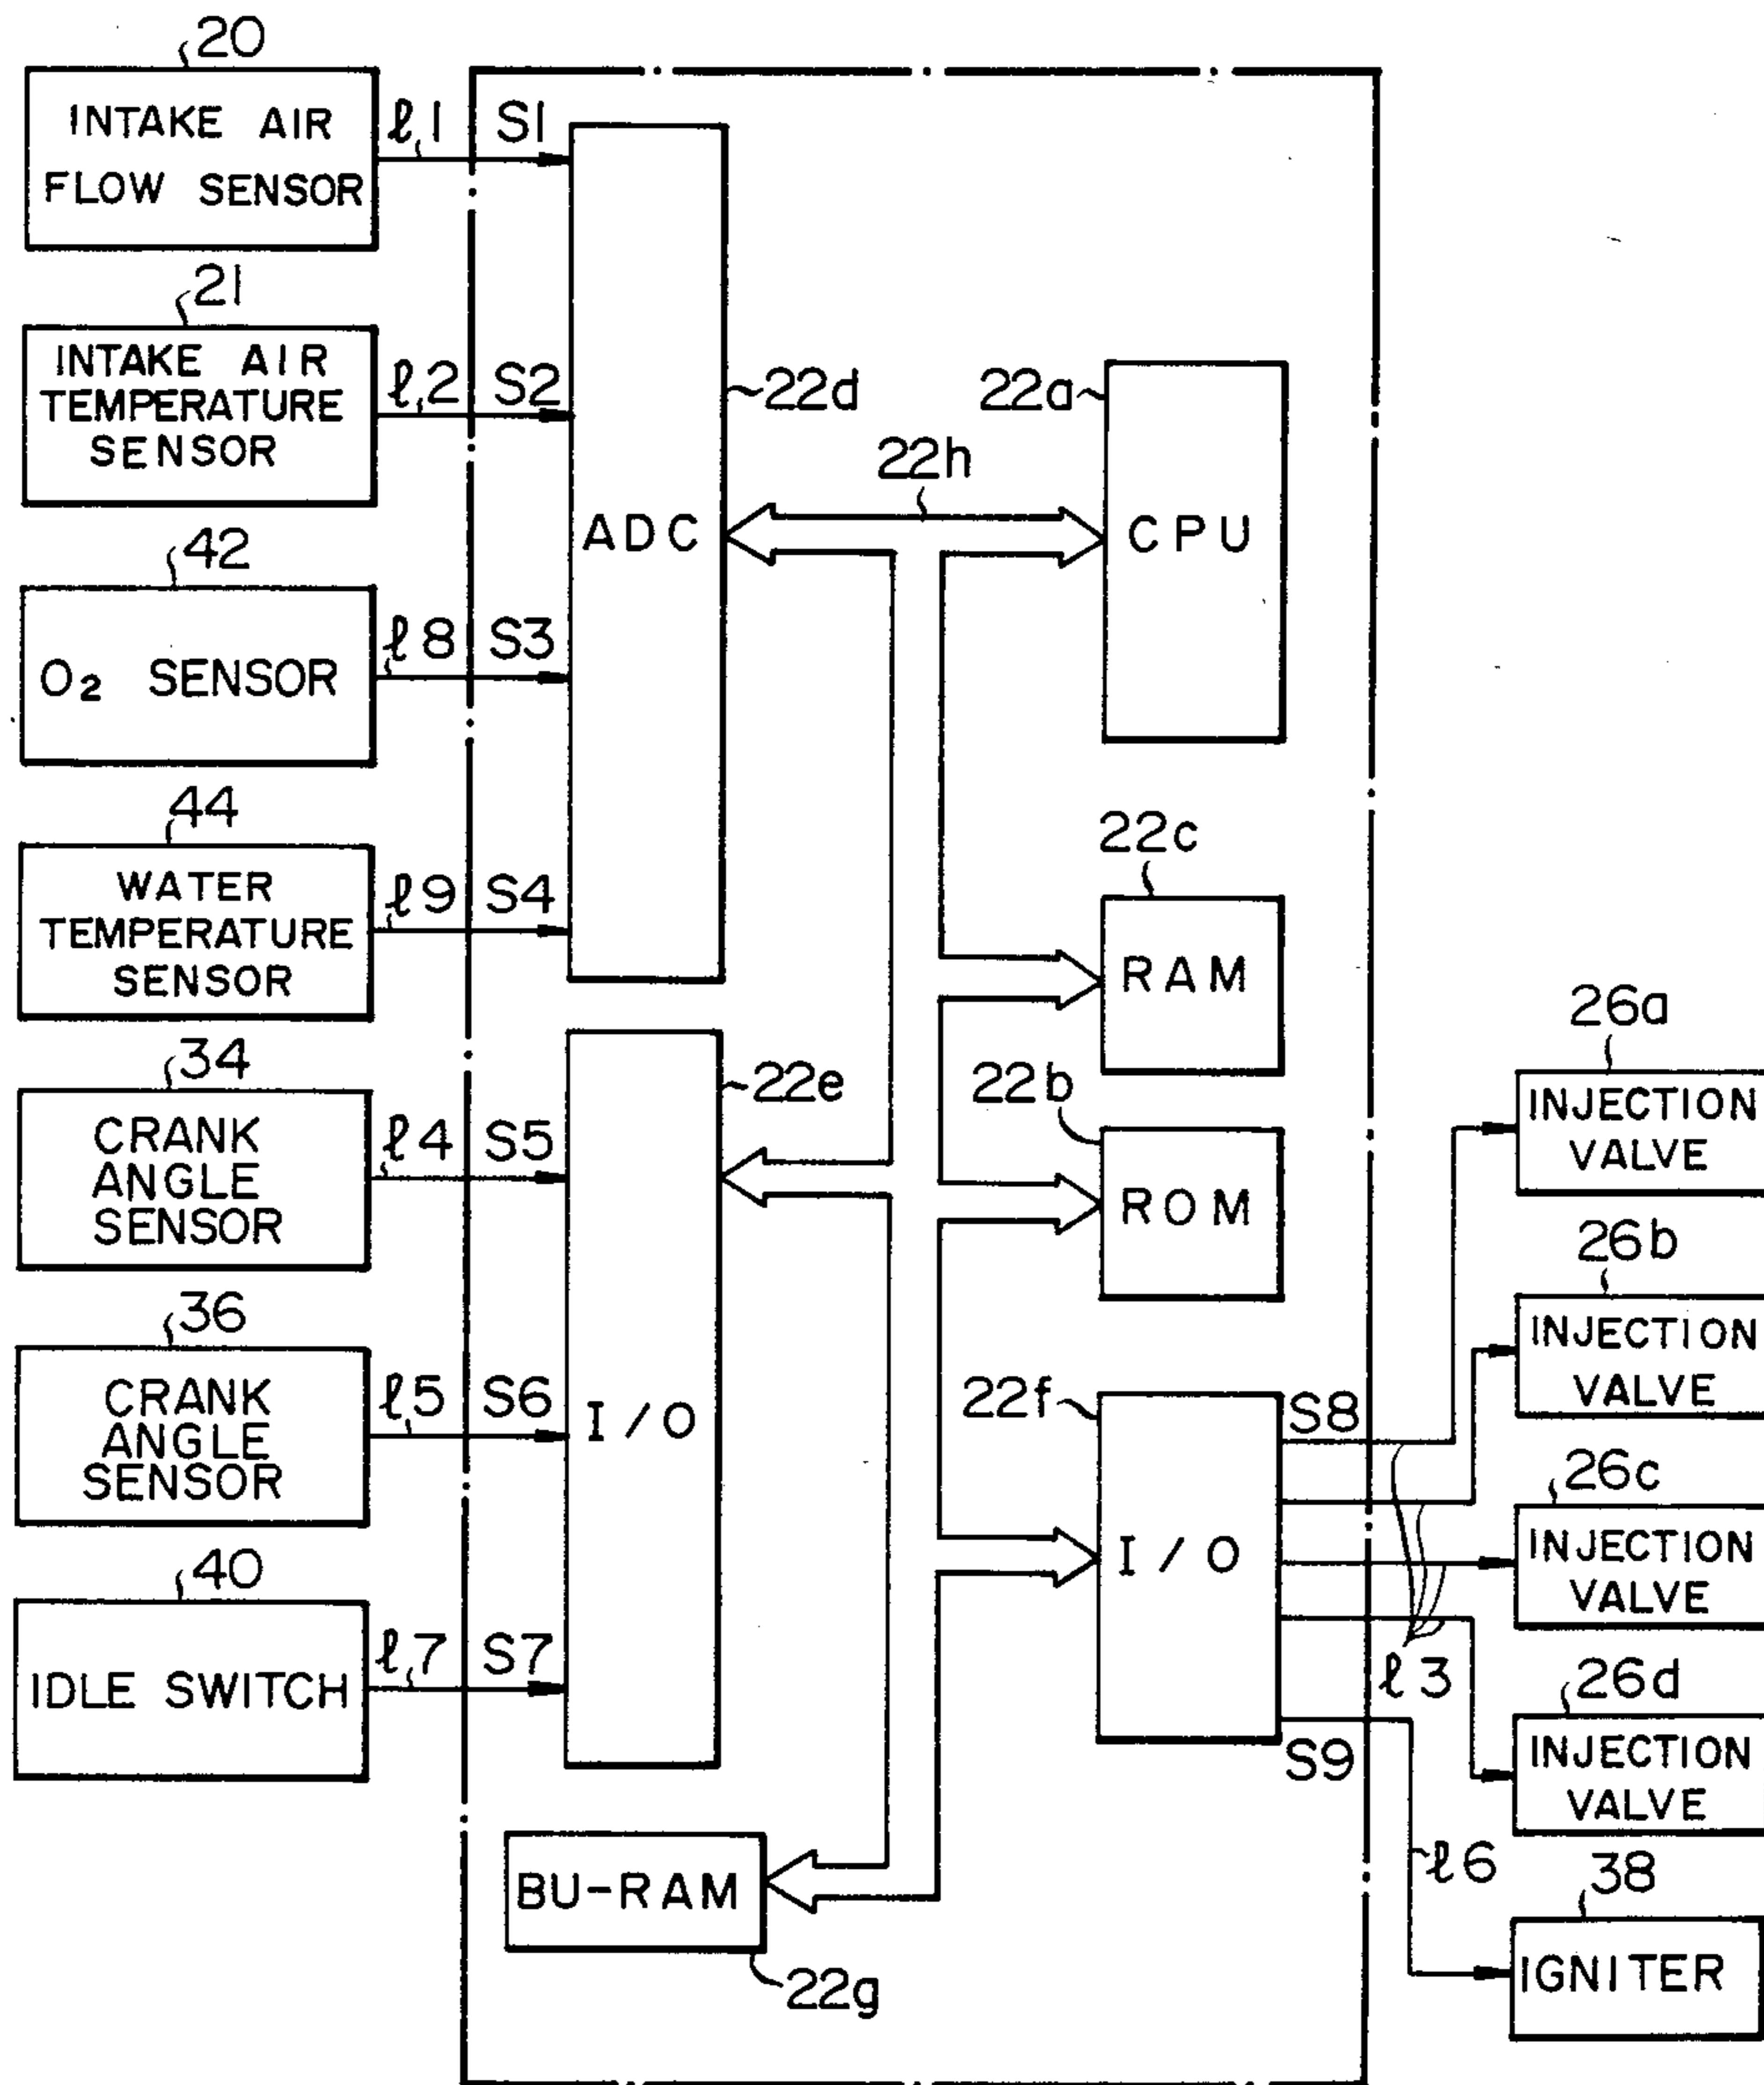 20
INTAKE AIR
FLOW SENSOR
ℓ1
S1
21
INTAKE AIR
TEMPERATURE
SENSOR
ℓ2
S2
42
O₂ SENSOR
ℓ8
S3
44
WATER
TEMPERATURE
SENSOR
ℓ9
S4
34
CRANK
ANGLE
SENSOR
ℓ4
S5
36
CRANK
ANGLE
SENSOR
ℓ5
S6
40
IDLE SWITCH
ℓ7
S7
22d
ADC
22e
I/O
BU-RAM
22g
22h
22a
CPU
22c
RAM
22b
ROM
22f
I/O
S8
S9
ℓ3
ℓ6
26a
INJECTION
VALVE
26b
INJECTION
VALVE
26c
INJECTION
VALVE
26d
INJECTION
VALVE
38
IGNITER